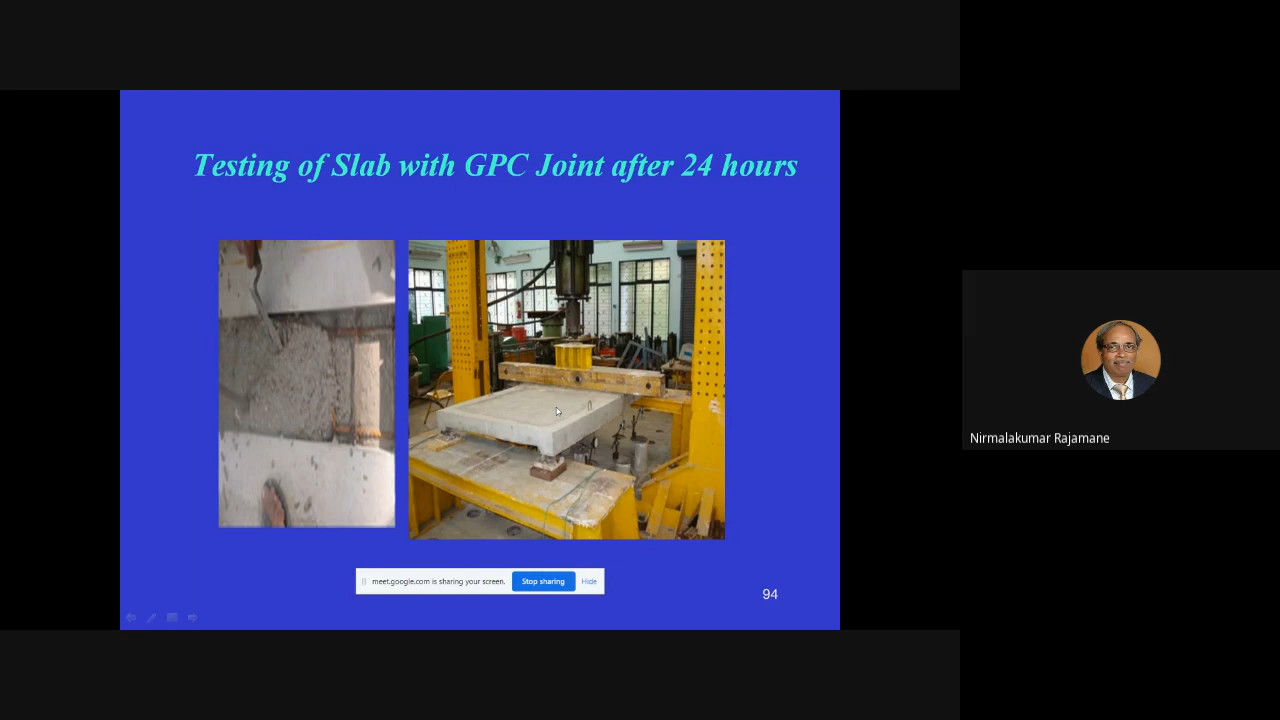 Testing of Slab with GPC Joint after 24 hours
meet.google.com is sharing your screen. Stop sharing Hide
94
Nirmalakumar Rajamane